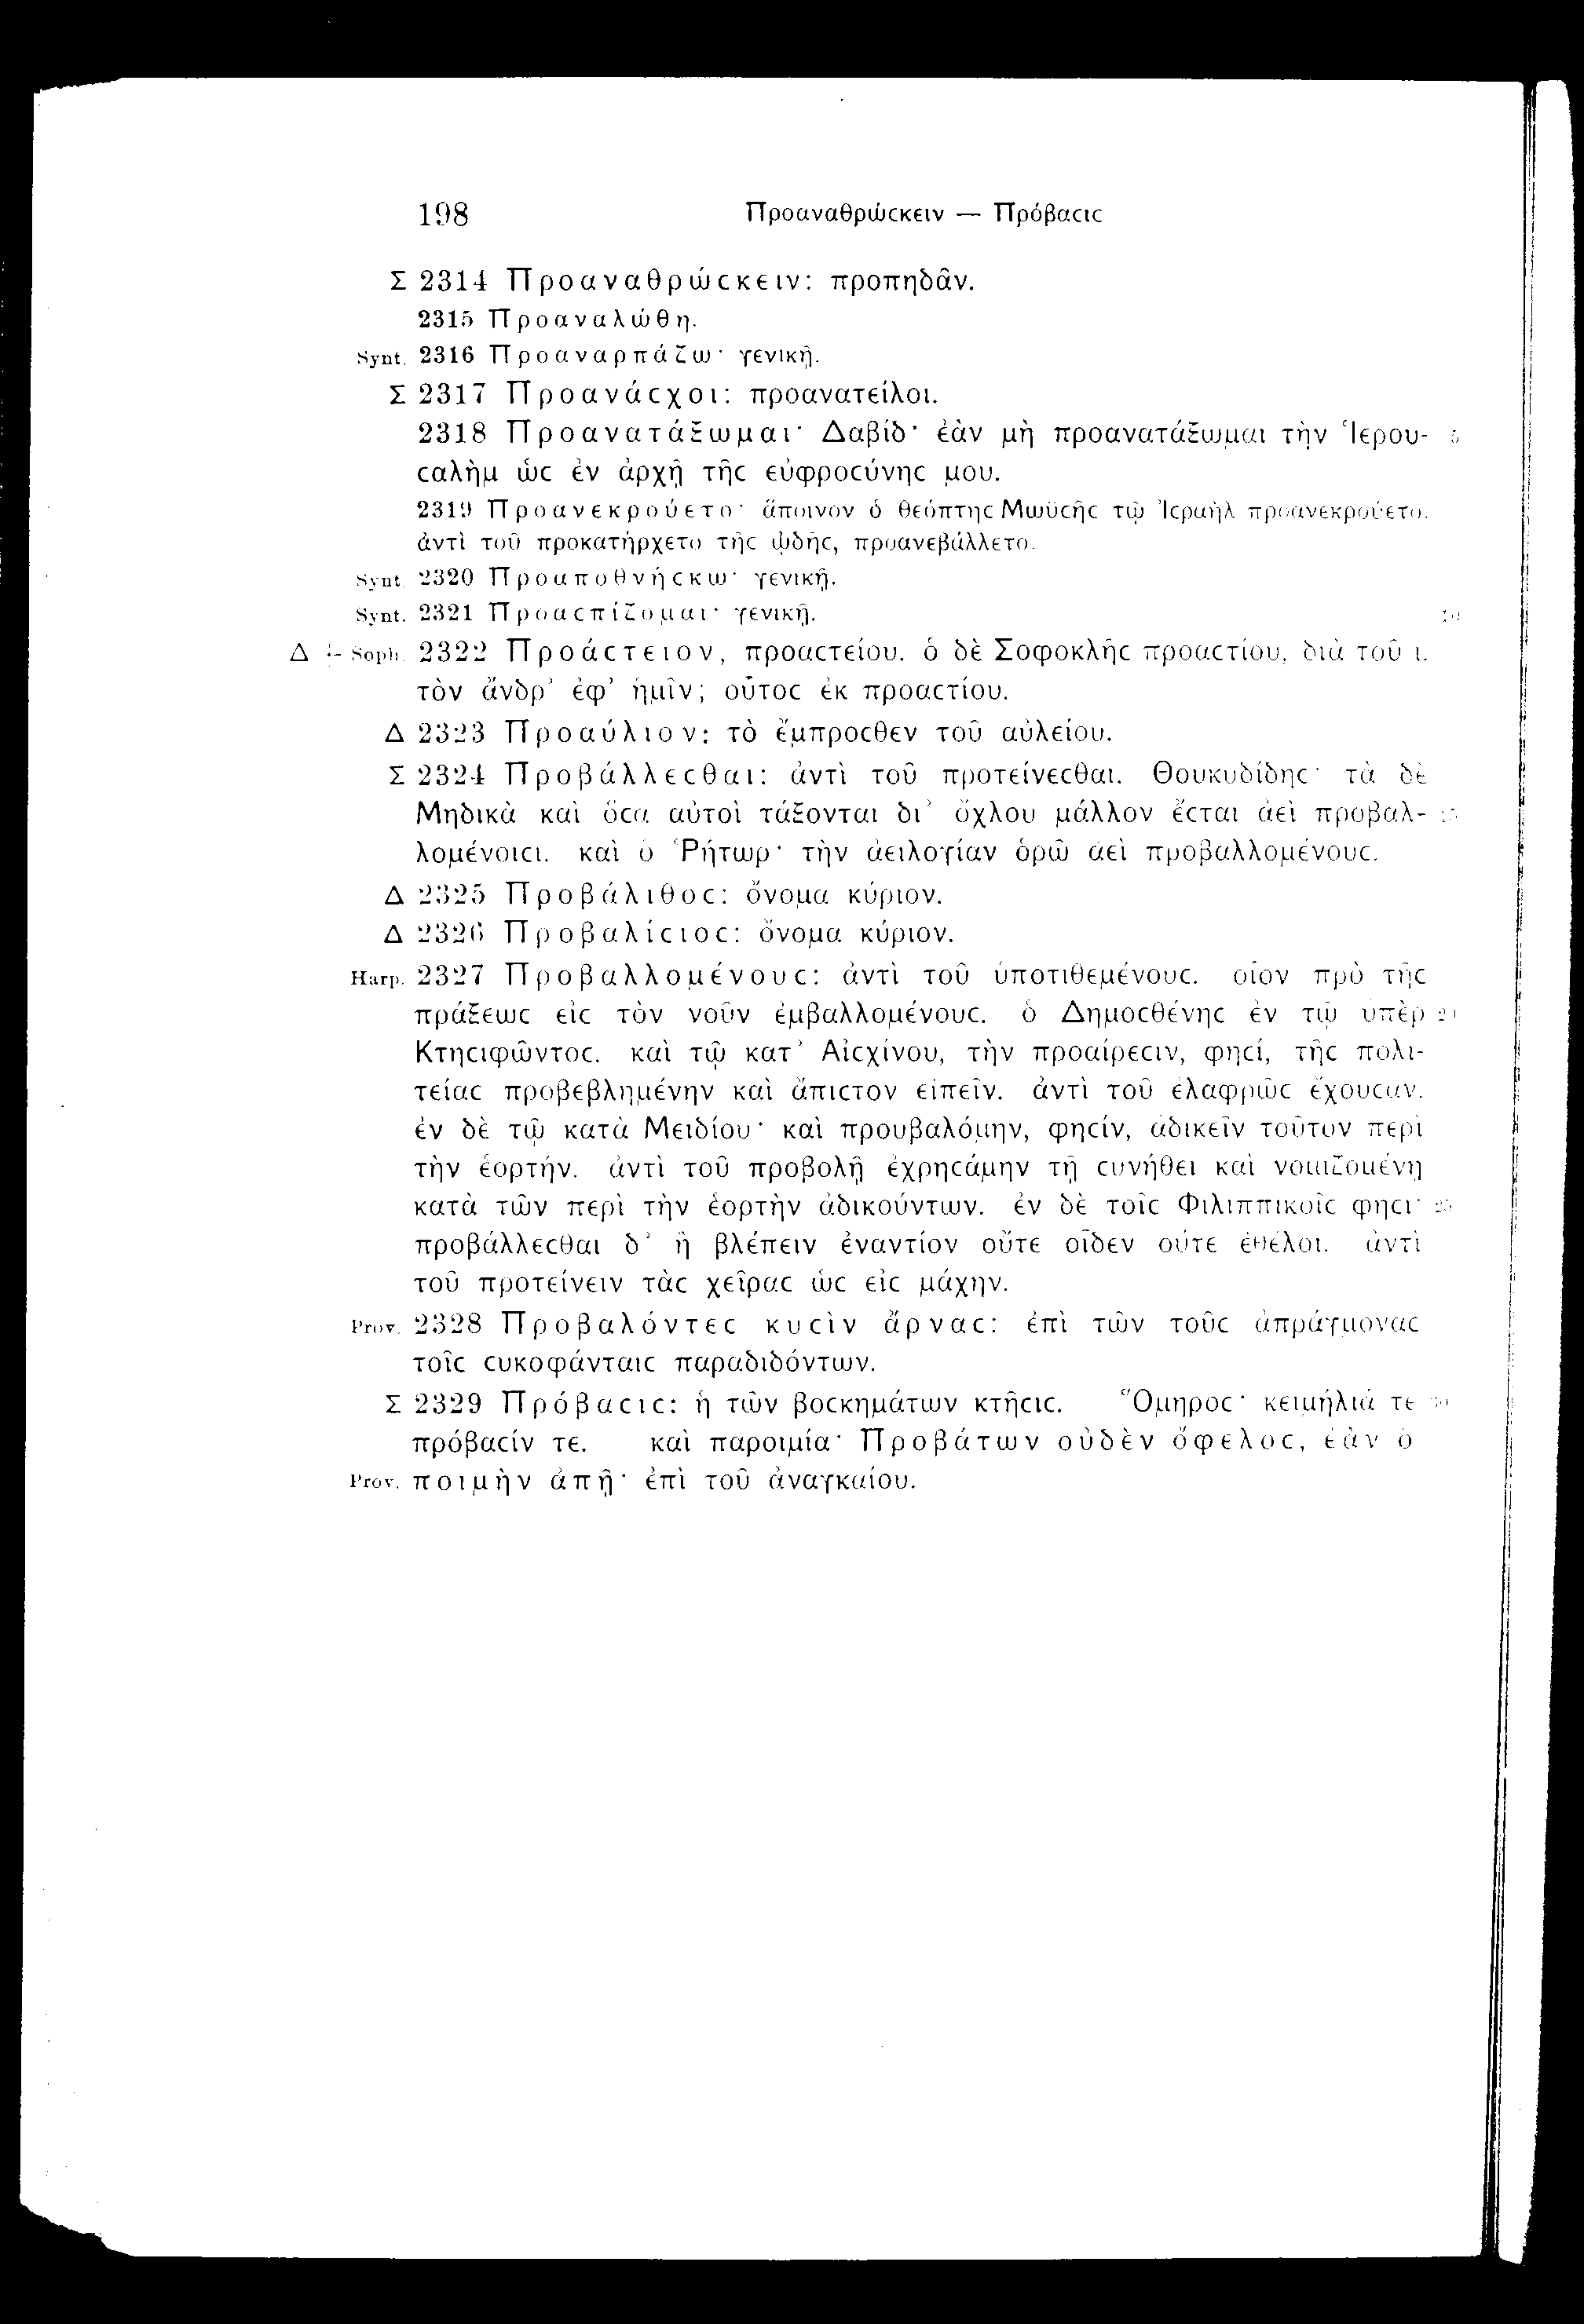 198 Προαναθρώϲκειν — Πρόβαϲιϲ
Σ 2314 Προαναθρώϲκειν: προπηδᾶν.
2315 Προαναλώθη.
Synt. 2316 Προαναρπάζω· γενικῇ.
Σ 2317 Προανάϲχοι: προανατείλοι.
2318 Προανατάξωμαι· Δαβίδ· ἐὰν μὴ προανατάξωμαι τὴν Ἱερου- 5
ϲαλὴμ ὡϲ ἐν ἀρχῇ τῆϲ εὐφροϲύνηϲ μου.
2319 Προανεκρούετο· ἄποινον ὁ θεόπτηϲ Μωϋϲῆϲ τῷ Ἰϲραὴλ προανεκρούετο.
ἀντὶ τοῦ προκατήρχετο τῆϲ ᾠδῆϲ, προανεβάλλετο.
Synt. 2320 Προαποθνήϲκω· γενικῇ.
Synt. 2321 Προαϲπίζομαι· γενικῇ. 10
Δ Soph. 2322 Προάϲτειον, προαϲτείου. ὁ δὲ Σοφοκλῆϲ προαϲτίου, διὰ τοῦ ι.
τὸν ἄνδρ’ ἐφ’ ἡμῖν; οὗτοϲ ἐκ προαϲτίου.
Δ 2323 Προαύλιον: τὸ ἔμπροϲθεν τοῦ αὐλείου.
Σ 2324 Προβάλλεϲθαι: ἀντὶ τοῦ προτείνεϲθαι. Θουκυδίδηϲ· τὰ δὲ
Μηδικὰ καὶ ὅϲα αὐτοὶ τάξονται δι’ ὄχλου μάλλον ἔϲται ἀεὶ προβαλ- 15
λομένοιϲι. καὶ ὁ Ῥήτωρ· τὴν ἀειλογίαν ὁρῶ ἀεὶ προβαλλομένουϲ.
Δ 2325 Προβάλιθοϲ: ὄνομα κύριον.
Δ 2326 Προβαλίϲιοϲ: ὄνομα κύριον.
Harp. 2327 Προβαλλομένουϲ: ἀντὶ τοῦ ὑποτιθεμένουϲ. οἷον πρὸ τῆϲ
πράξεωϲ εἰϲ τὸν νοῦν ἐμβαλλομένουϲ. ὁ Δημοϲθένηϲ ἐν τῷ ὑπὲρ 20
Κτηϲιφῶντοϲ. καὶ τῷ κατ’ Αἰϲχίνου, τὴν προαίρεϲιν, φηϲί, τῆϲ πολι-
τείαϲ προβεβλημένην καὶ ἄπιϲτον εἰπεῖν. ἀντὶ τοῦ ἐλαφρῶϲ ἔχουϲαν.
ἐν δὲ τῷ κατὰ Μειδίου· καὶ προυβαλόμην, φηϲίν, ἀδικεῖν τοῦτον περὶ
τὴν ἑορτήν. ἀντὶ τοῦ προβολῇ ἐχρηϲάμην τῇ ϲυνήθει καὶ νομιζομένῃ
κατὰ τῶν περὶ τὴν ἑορτὴν ἀδικούντων. ἐν δὲ τοῖϲ Φιλιππικοῖϲ φηϲι· 25
προβάλλεϲθαι δ’ ἢ βλέπειν ἐναντίον οὔτε οἶδεν οὔτε ἐθέλοι. ἀντὶ
τοῦ προτείνειν τὰϲ χεῖραϲ ὡϲ εἰϲ μάχην.
Prov. 2328 Προβαλόντεϲ κυϲὶν ἄρναϲ: ἐπὶ τῶν τοὺϲ ἀπράγμοναϲ
τοῖϲ ϲυκοφάνταιϲ παραδιδόντων.
Σ 2329 Πρόβαϲιϲ: ἡ τῶν βοϲκημάτων κτῆϲιϲ. Ὅμηροϲ· κειμήλιά τε 30
πρόβαϲίν τε. καὶ παροιμία· Προβάτων οὐδὲν ὄφελοϲ, ἐὰν ὁ
Prov. ποιμὴν ἀπῇ· ἐπὶ τοῦ ἀναγκαίου.